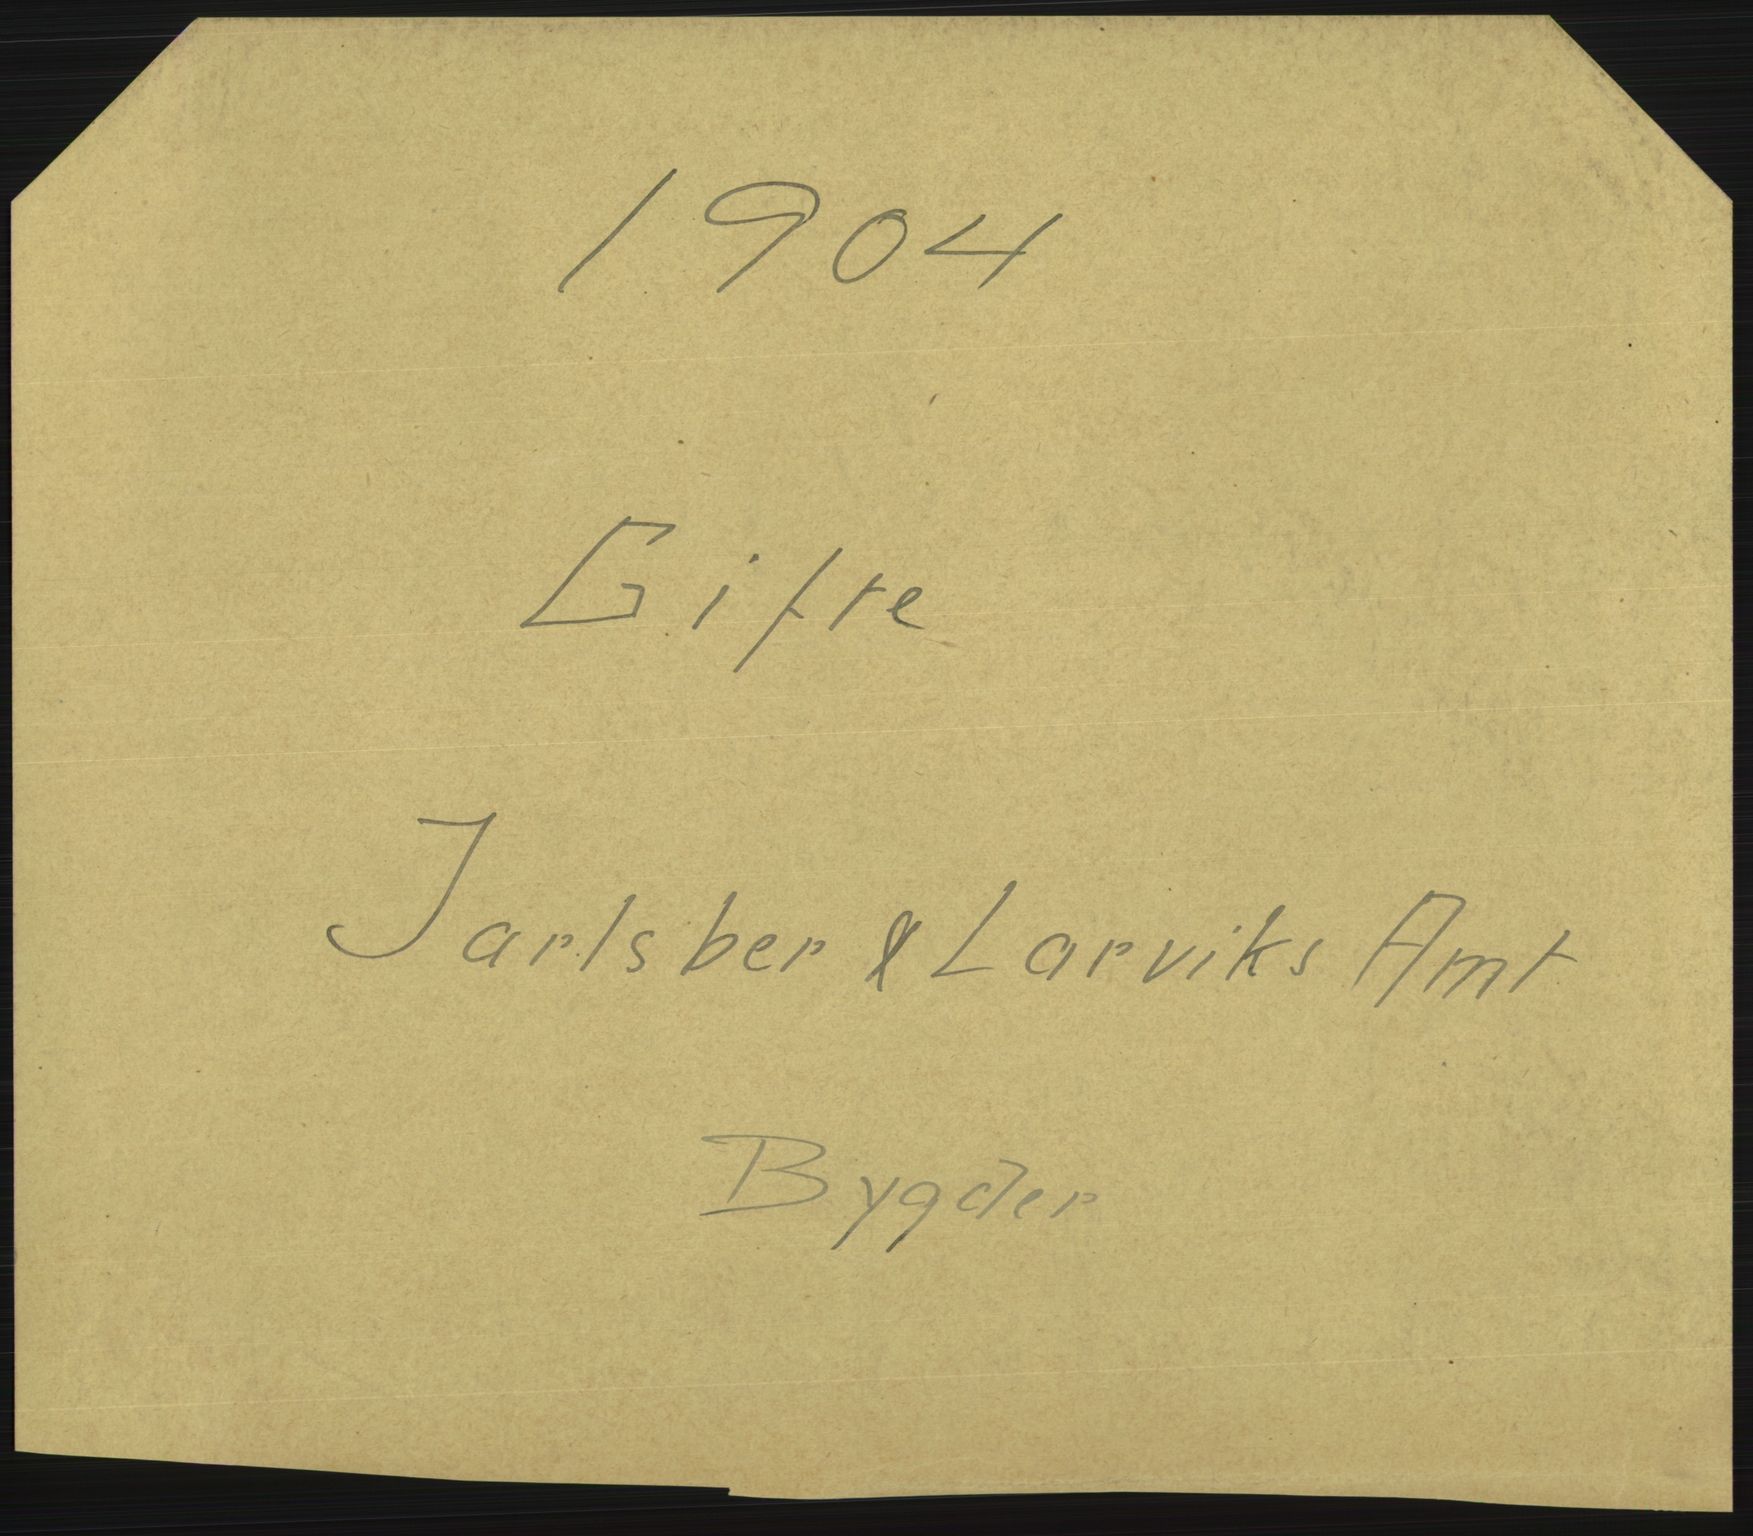 1904
Gifte
Jarlsber & Larviks Amt
Bygder